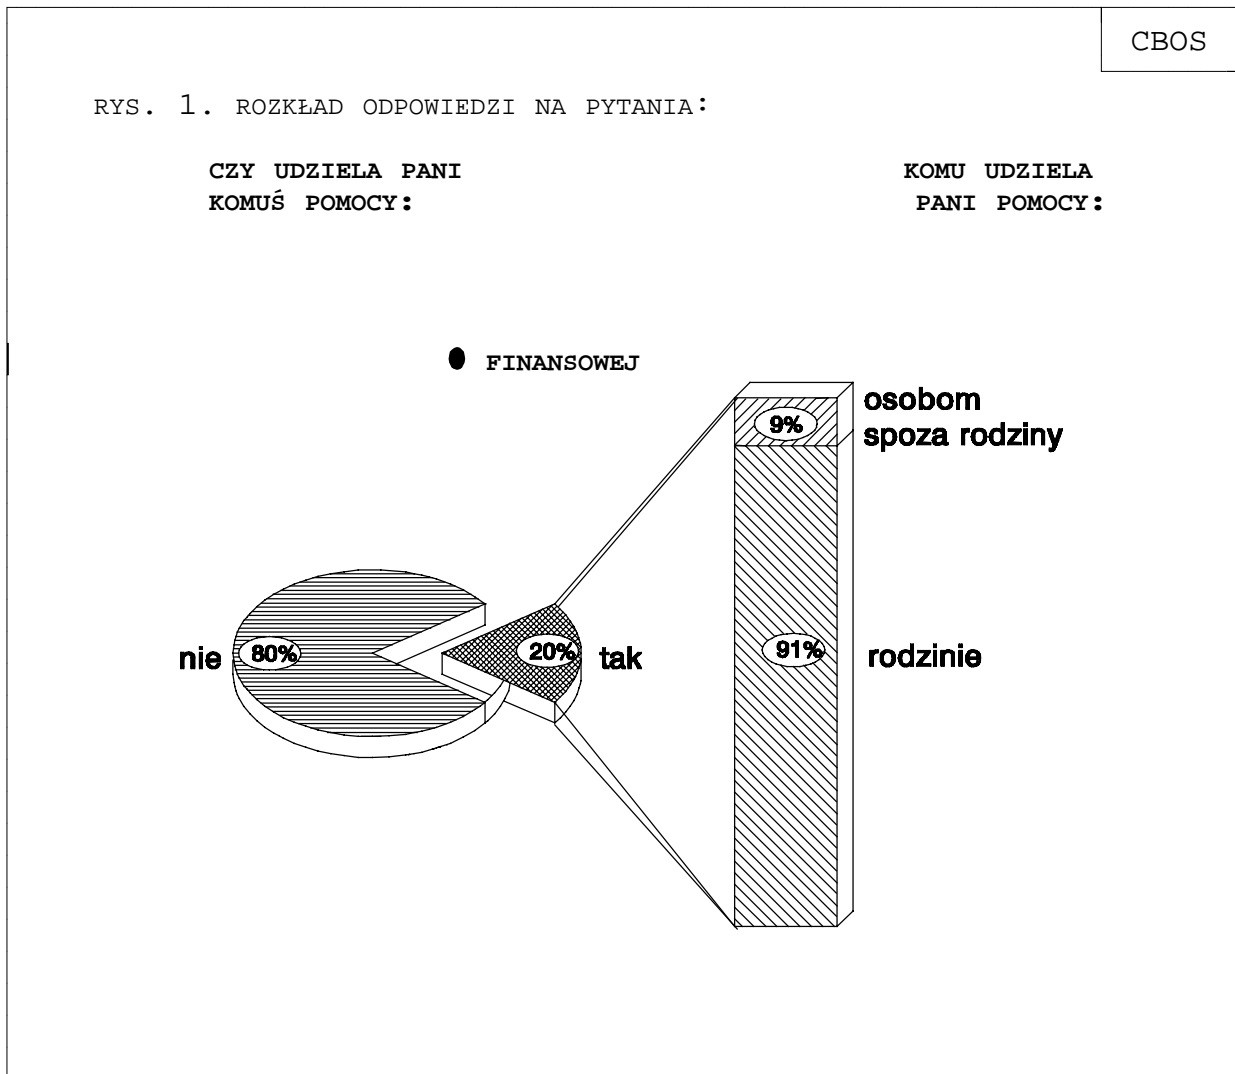 CBOS
RYS. 1. ROZKŁAD ODPOWIEDZI NA PYTANIA:
CZY UDZIELA PANI
KOMUŚ POMOCY:
KOMU UDZIELA
PANI POMOCY:
● FINANSOWEJ
osobom
spoza rodziny
9%
nie
80%
20%
tak
91%
rodzinie